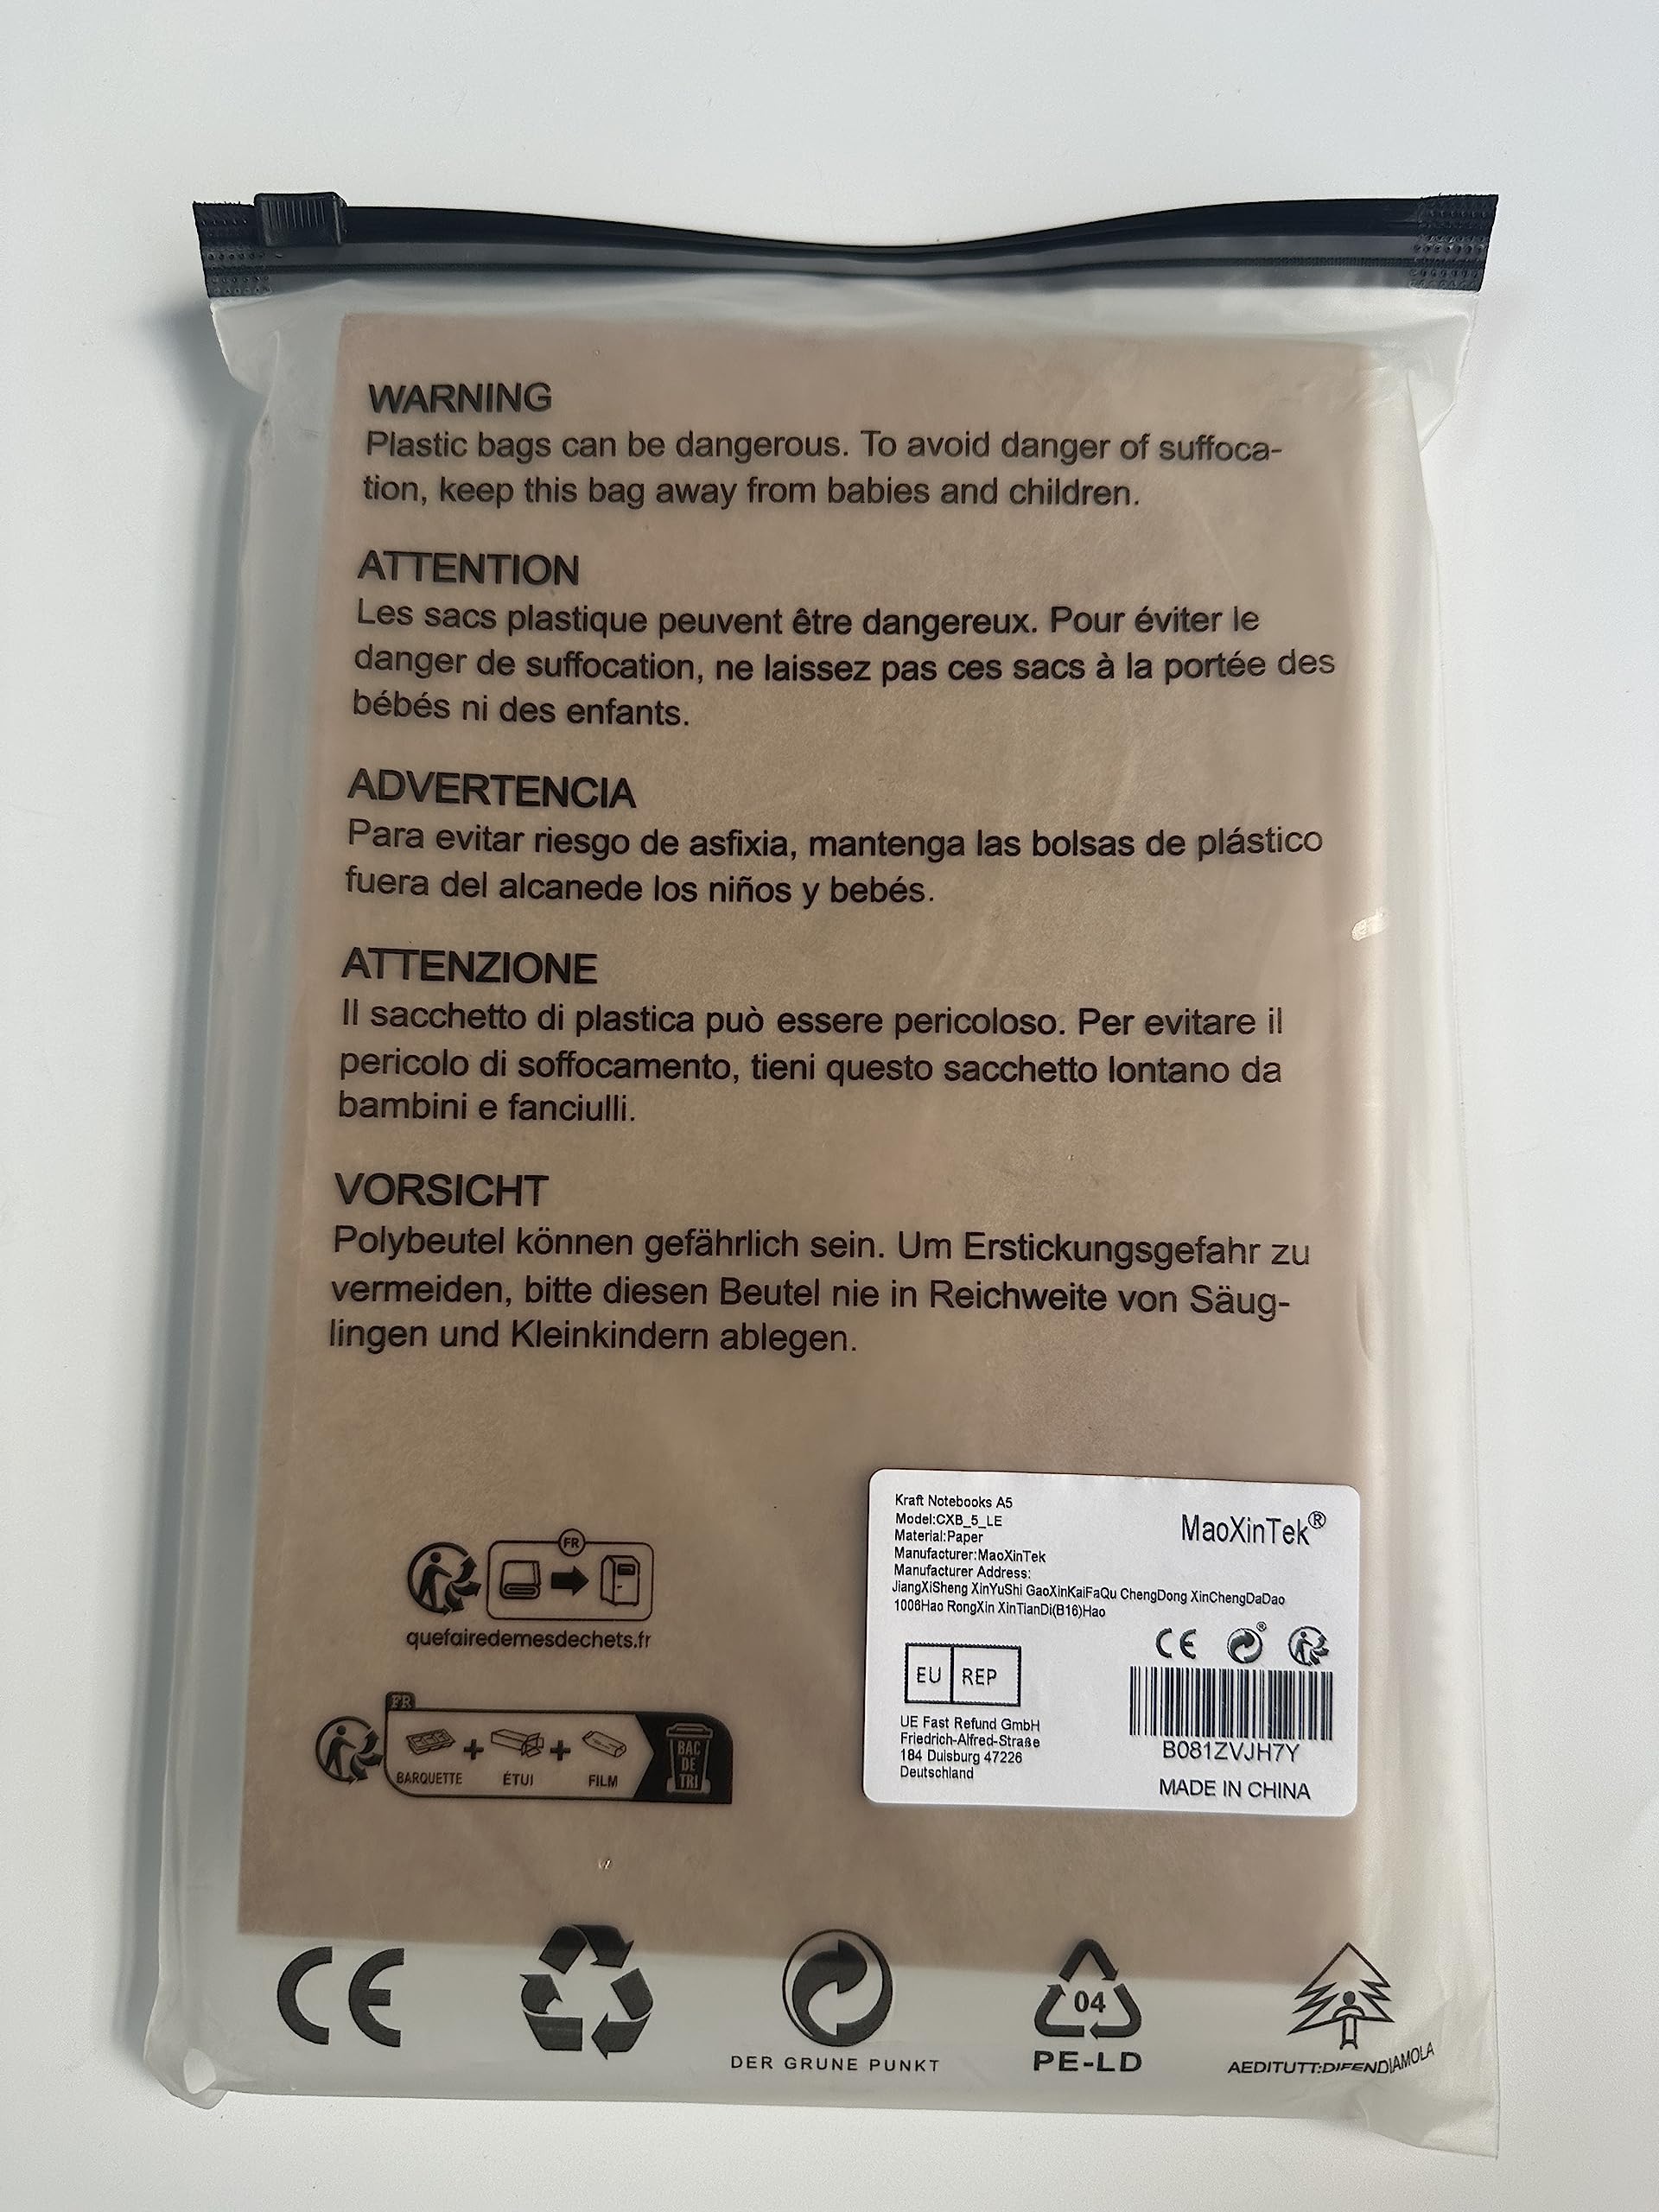 WARNING
Plastic bags can be dangerous. To avoid danger of suffoca-
tion, keep this bag away from babies and children.
ATTENTION
Les sacs plastique peuvent être dangereux. Pour éviter le
danger de suffocation, ne laissez pas ces sacs à la portée des
bébés ni des enfants.
ADVERTENCIA
Para evitar riesgo de asfixia, mantenga las bolsas de plástico
fuera del alcanede los niños y bebés.
ATTENZIONE
Il sacchetto di plastica può essere pericoloso. Per evitare il
pericolo di soffocamento, tieni questo sacchetto lontano da
bambini e fanciulli.
VORSICHT
Polybeutel können gefährlich sein. Um Erstickungsgefahr zu
vermeiden, bitte diesen Beutel nie in Reichweite von Säug-
lingen und Kleinkindern ablegen.
FR
quefairedemesdechets.fr
FR
BARQUETTE + ÉTUI + FILM
BAC
DE
TRI
Kraft Notebooks A5
Model:CXB_5_LE
Material:Paper
Manufacturer:MaoXinTek
Manufacturer Address:
JiangXiSheng XinYuShi GaoXinKaiFaQu ChengDong XinChengDaDao
1006Hao RongXin XinTianDi(B16)Hao
MaoXinTek®
CE ®
EU REP
UE Fast Refund GmbH
Friedrich-Alfred-Straße
184 Duisburg 47226
Deutschland
B081ZVJH7Y
MADE IN CHINA
CE
DER GRUNE PUNKT
04
PE-LD
AEDITUTT:DIFENDIAMOLA